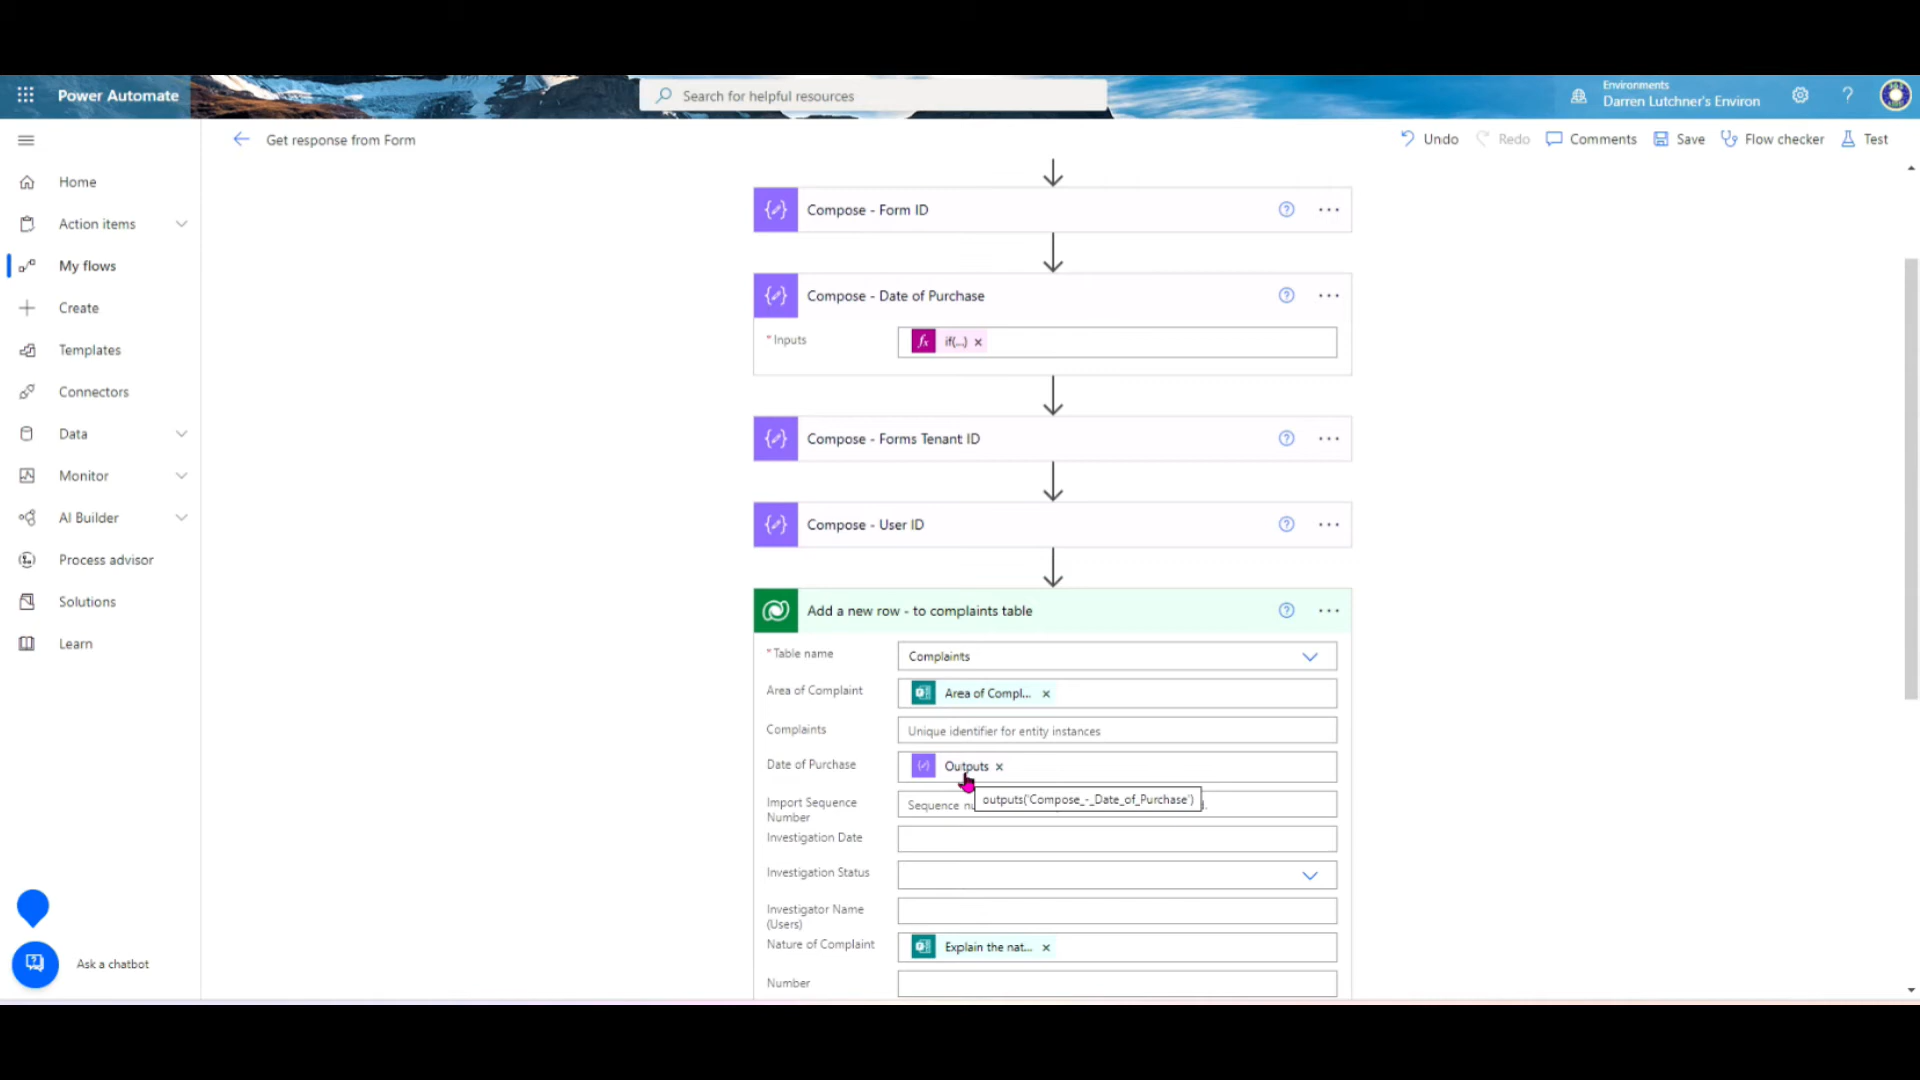 Power Automate
Search for helpful resources
Environments
Darren Lutchner's Environ
Get response from Form
Undo
Redo
Comments
Save
Flow checker
Test
Home
Action items
My flows
Create
Templates
Connectors
Data
Monitor
AI Builder
Process advisor
Solutions
Learn
Ask a chatbot
Compose - Form ID
Compose - Date of Purchase
* Inputs
fx if(...) ×
Compose - Forms Tenant ID
Compose - User ID
Add a new row - to complaints table
* Table name
Complaints
Area of Complaint
Area of Compl... ×
Complaints
Unique identifier for entity instances
Date of Purchase
Outputs ×
outputs('Compose_-_Date_of_Purchase')
Import Sequence
Number
Sequence
Investigation Date
Investigation Status
Investigator Name
(Users)
Nature of Complaint
Explain the nat... ×
Number